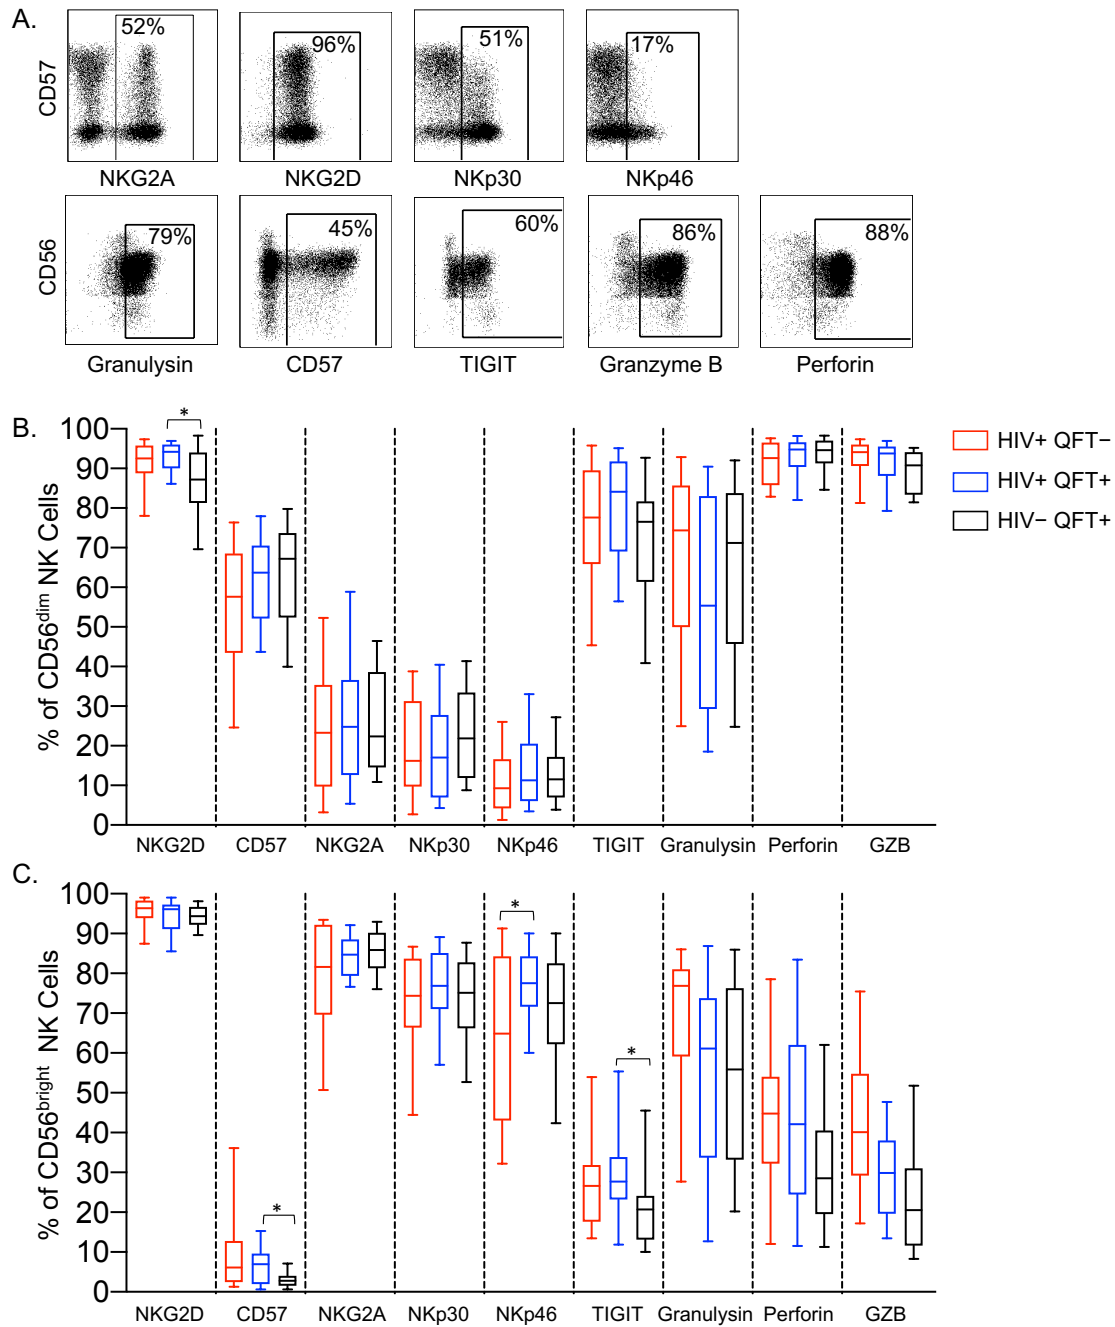 A.
52%
96%
51%
17%
CD57
NKG2A
NKG2D
NKp30
NKp46
79%
45%
60%
86%
88%
CD56
Granulysin
CD57
TIGIT
Granzyme B
Perforin
B.
*
100
90
80
70
60
50
40
30
20
10
0
% of CD56dim NK Cells
HIV+ QFT−
HIV+ QFT+
HIV− QFT+
NKG2D
CD57
NKG2A
NKp30
NKp46
TIGIT
Granulysin
Perforin
GZB
C.
*
*
*
100
90
80
70
60
50
40
30
20
10
0
% of CD56bright NK Cells
NKG2D
CD57
NKG2A
NKp30
NKp46
TIGIT
Granulysin
Perforin
GZB